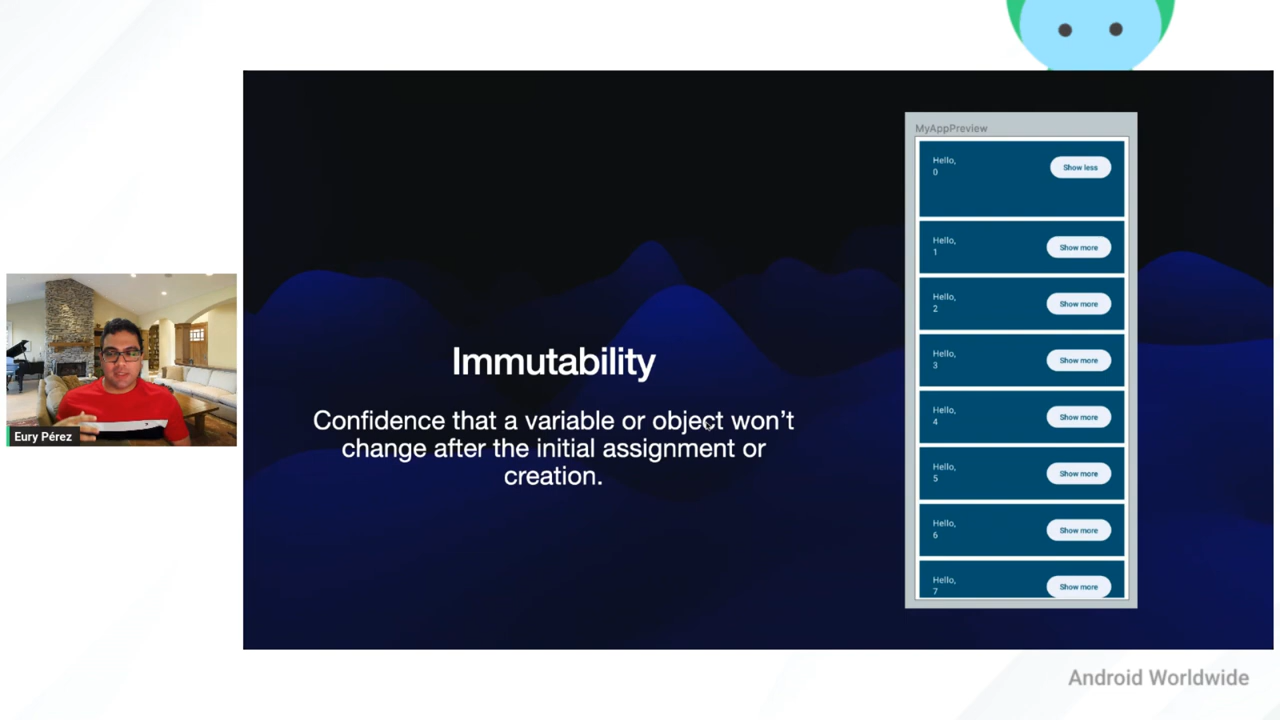 Immutability
Confidence that a variable or object won't
change after the initial assignment or
creation.
MyAppPreview
Hello,
0
Show less
Hello,
1
Show more
Hello,
2
Show more
Hello,
3
Show more
Hello,
4
Show more
Hello,
5
Show more
Hello,
6
Show more
Hello,
7
Show more
Eury Pérez
Android Worldwide